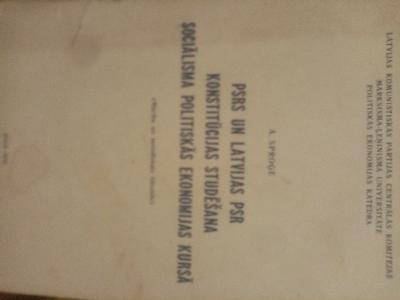 LATVIJAS KOMUNISTISKĀS PARTIJAS CENTRĀLĀS KOMITEJAS
MARKSISMA-ĻEŅINISMA UNIVERSITĀTE
POLITISKĀS EKONOMIJAS KATEDRA
A. SPROĢE
PSRS UN LATVIJAS PSR
KONSTITŪCIJAS STUDĒŠANA
SOCIĀLISMA POLITISKĀS EKONOMIJAS KURSĀ